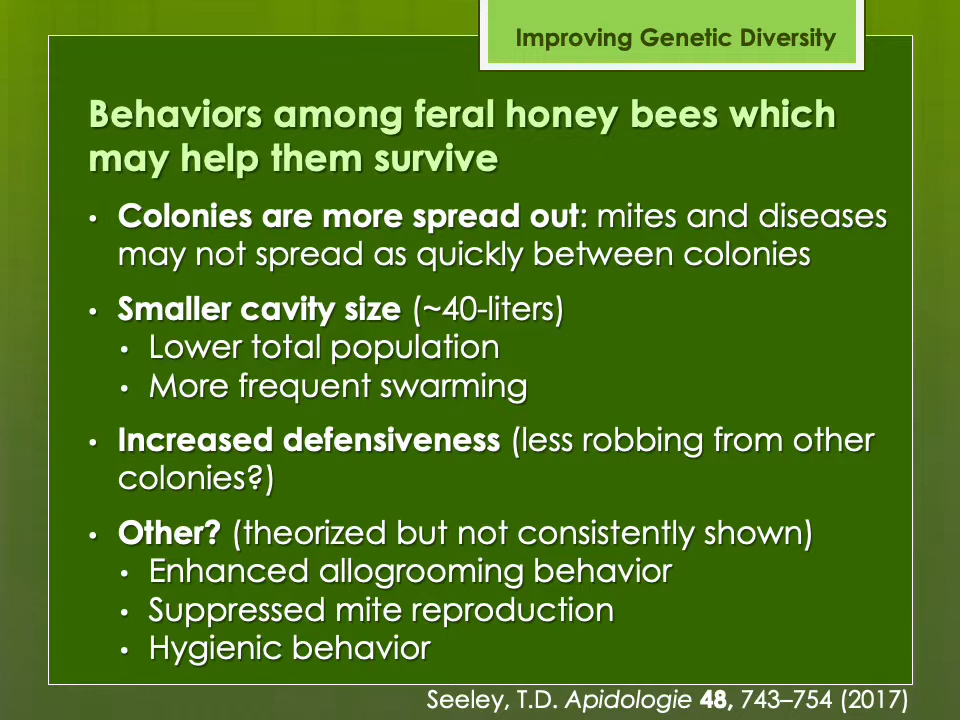 Improving Genetic Diversity
Behaviors among feral honey bees which
may help them survive
• Colonies are more spread out: mites and diseases
may not spread as quickly between colonies
• Smaller cavity size (~40-liters)
• Lower total population
• More frequent swarming
• Increased defensiveness (less robbing from other
colonies?)
• Other? (theorized but not consistently shown)
• Enhanced allogrooming behavior
• Suppressed mite reproduction
• Hygienic behavior
Seeley, T.D. Apidologie 48, 743–754 (2017)